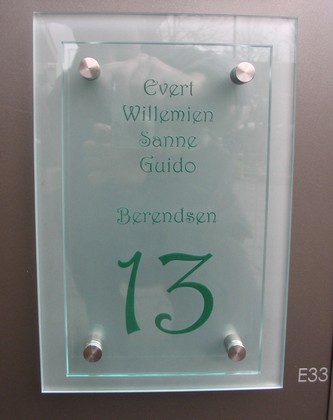 Evert
Willemien
Sanne
Guido
Berendsen
13
E33